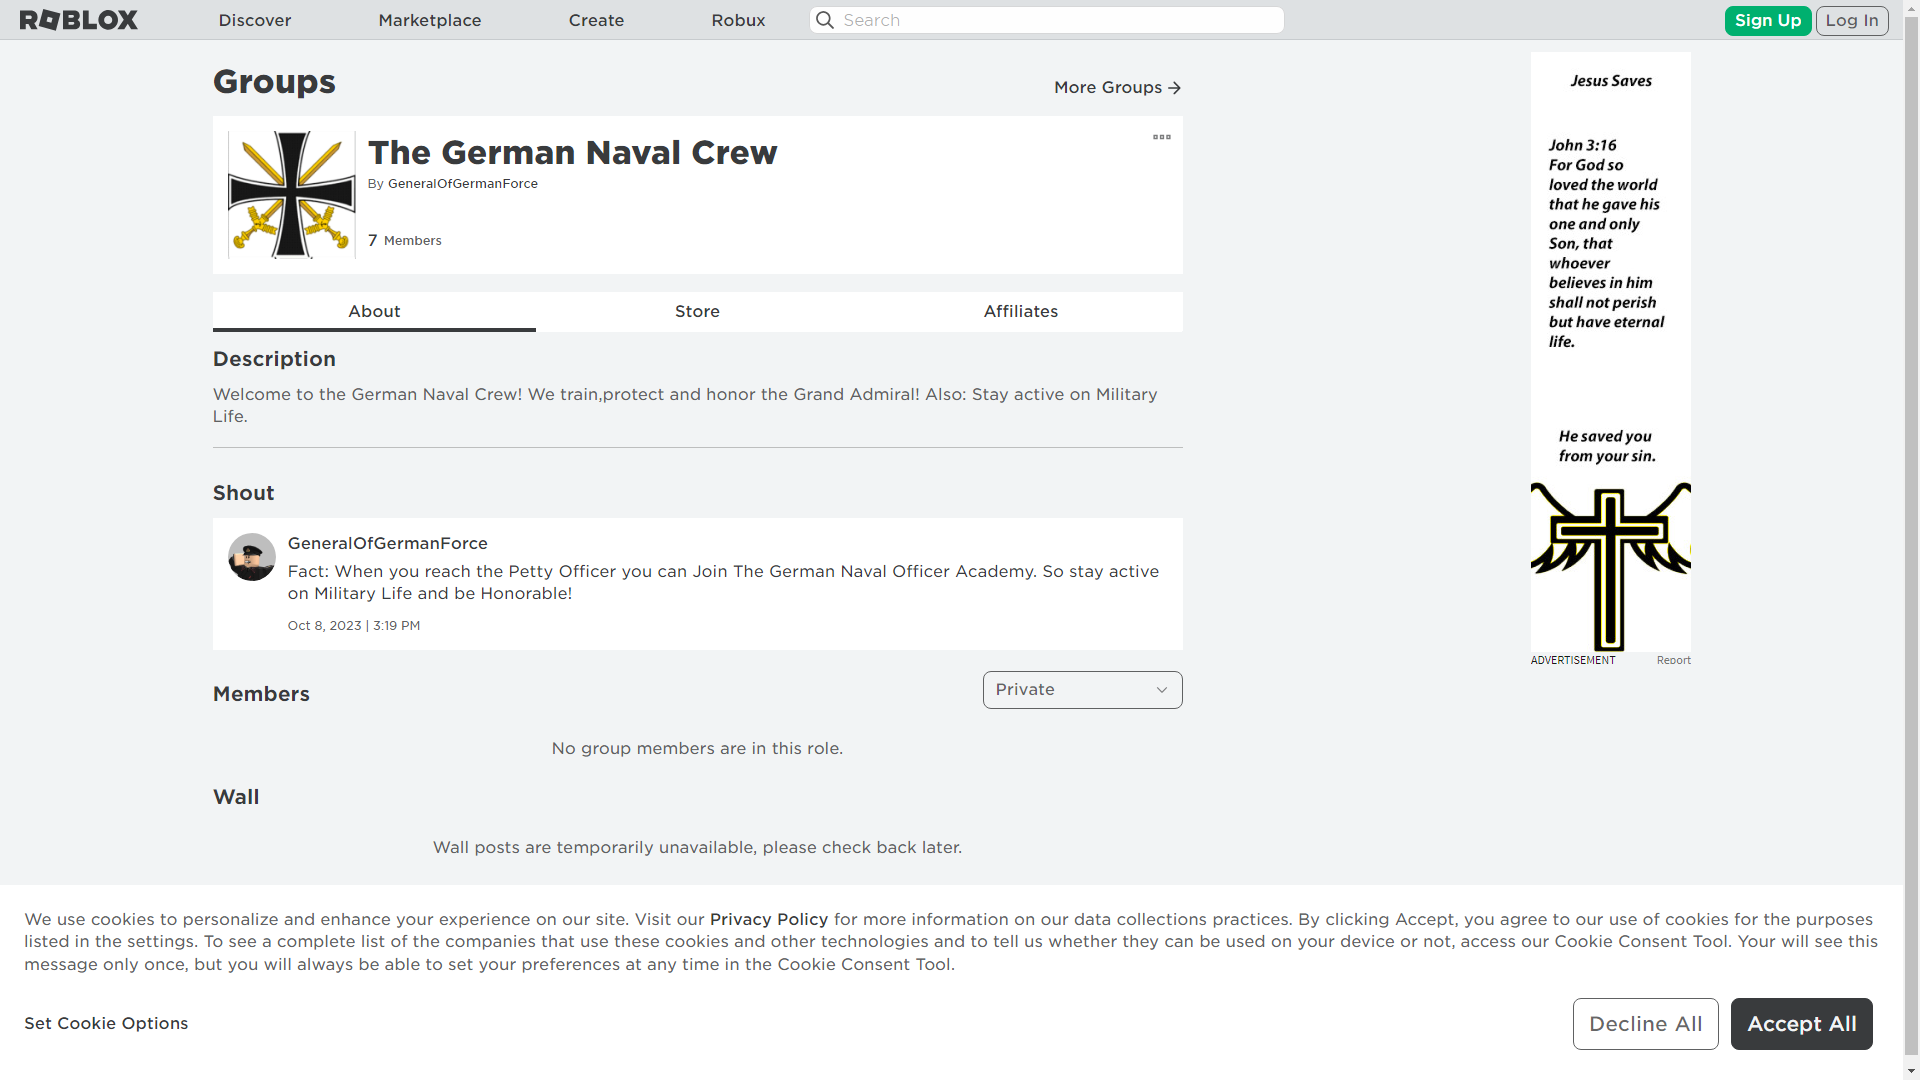 ROBLOX
Discover
Marketplace
Create
Robux
Search
Sign Up
Log In
Groups
More Groups
The German Naval Crew
By GeneralOfGermanForce
7 Members
About
Store
Affiliates
Description
Welcome to the German Naval Crew! We train,protect and honor the Grand Admiral! Also: Stay active on Military
Life.
Shout
GeneralOfGermanForce
Fact: When you reach the Petty Officer you can Join The German Naval Officer Academy. So stay active
on Military Life and be Honorable!
Oct 8, 2023 | 3:19 PM
Members
Private
No group members are in this role.
Wall
Wall posts are temporarily unavailable, please check back later.
Jesus Saves
John 3:16
For God so
loved the world
that he gave his
one and only
Son, that
whoever
believes in him
shall not perish
but have eternal
life.
He saved you
from your sin.
ADVERTISEMENT
Report
We use cookies to personalize and enhance your experience on our site. Visit our Privacy Policy for more information on our data collections practices. By clicking Accept, you agree to our use of cookies for the purposes
listed in the settings. To see a complete list of the companies that use these cookies and other technologies and to tell us whether they can be used on your device or not, access our Cookie Consent Tool. Your will see this
message only once, but you will always be able to set your preferences at any time in the Cookie Consent Tool.
Set Cookie Options
Decline All
Accept All